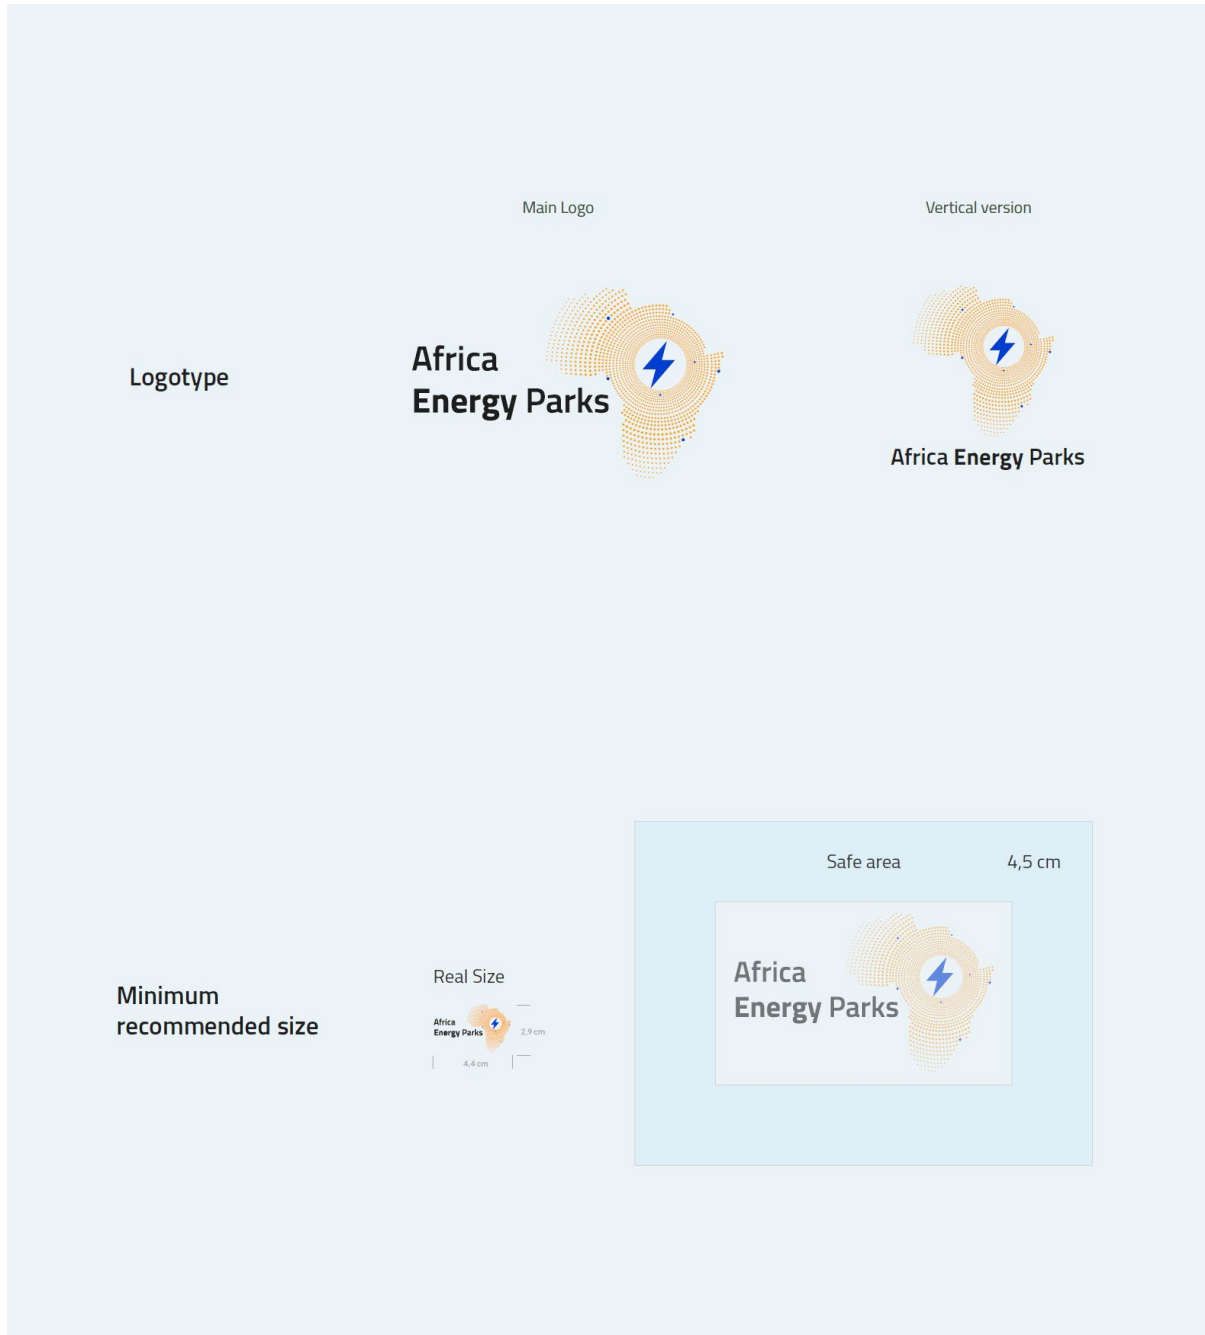 Main Logo
Vertical version
Logotype
Africa
Energy Parks
Africa Energy Parks
Minimum
recommended size
Real Size
Africa
Energy Parks
2,9 cm
4,4 cm
Safe area
4,5 cm
Africa
Energy Parks